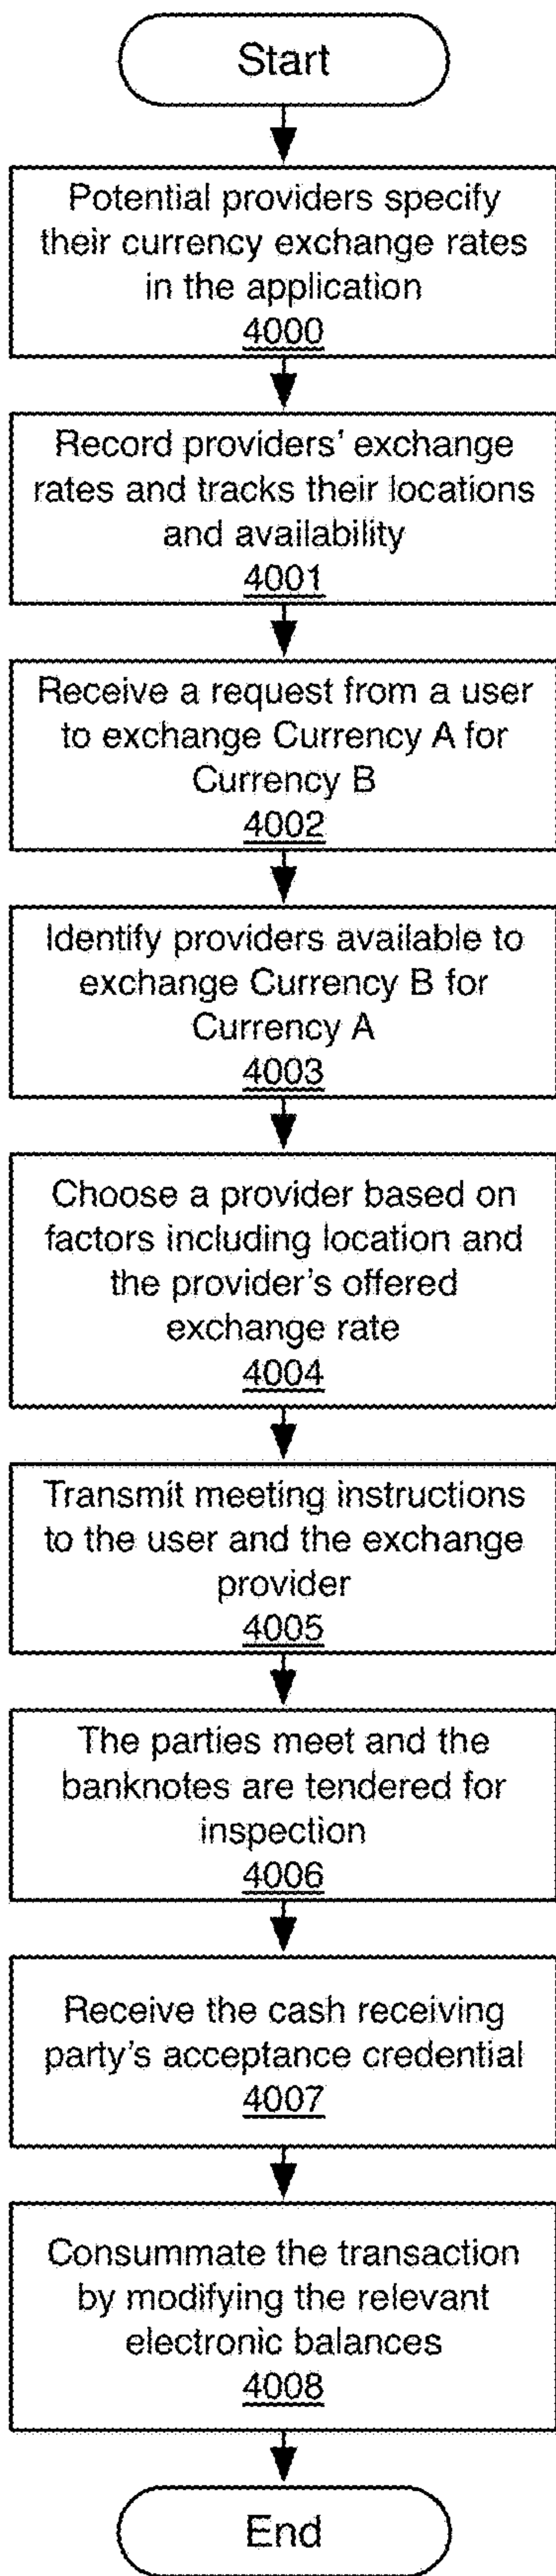 Start
Potential providers specify
their currency exchange rates
in the application
4000
Record providers' exchange
rates and tracks their locations
and availability
4001
Receive a request from a user
to exchange Currency A for
Currency B
4002
Identify providers available to
exchange Currency B for
Currency A
4003
Choose a provider based on
factors including location and
the provider's offered
exchange rate
4004
Transmit meeting instructions
to the user and the exchange
provider
4005
The parties meet and the
banknotes are tendered for
inspection
4006
Receive the cash receiving
party's acceptance credential
4007
Consummate the transaction
by modifying the relevant
electronic balances
4008
End